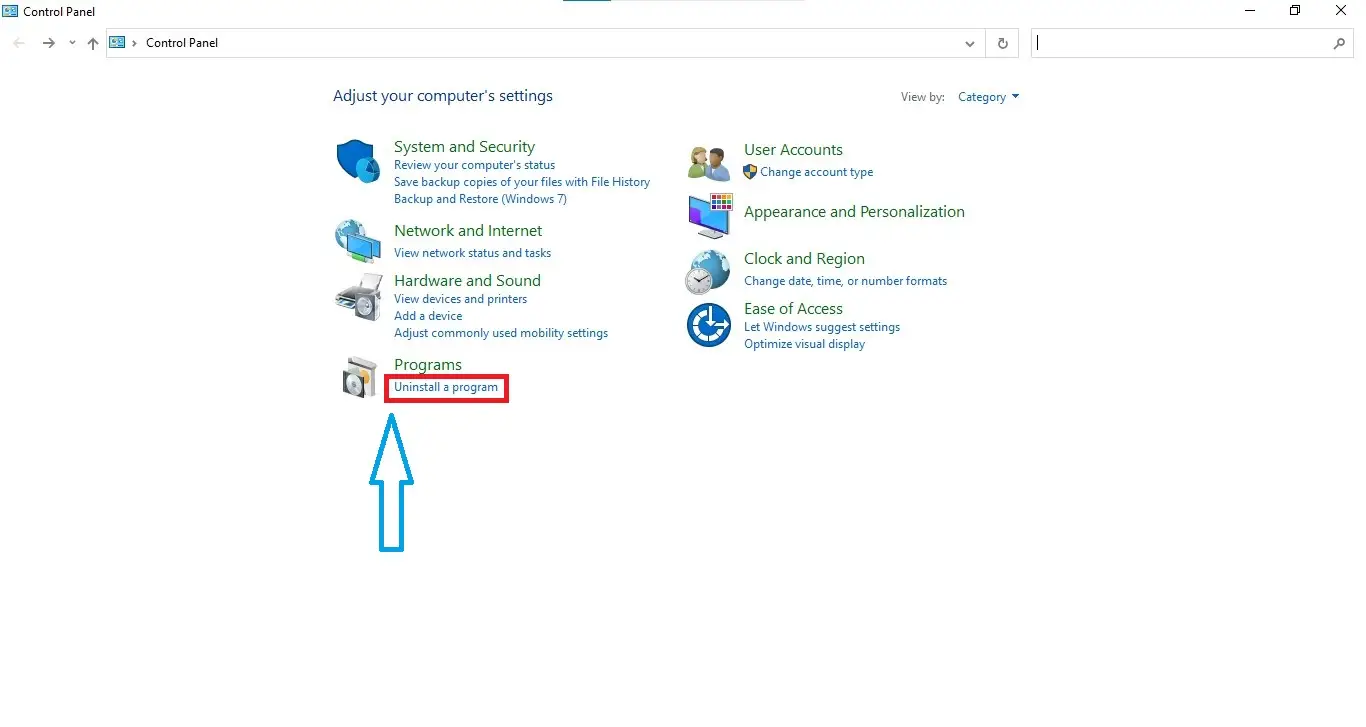 Control Panel
Control Panel
Adjust your computer's settings
View by: Category
System and Security
Review your computer's status
Save backup copies of your files with File History
Backup and Restore (Windows 7)
Network and Internet
View network status and tasks
Hardware and Sound
View devices and printers
Add a device
Adjust commonly used mobility settings
Programs
Uninstall a program
User Accounts
Change account type
Appearance and Personalization
Clock and Region
Change date, time, or number formats
Ease of Access
Let Windows suggest settings
Optimize visual display